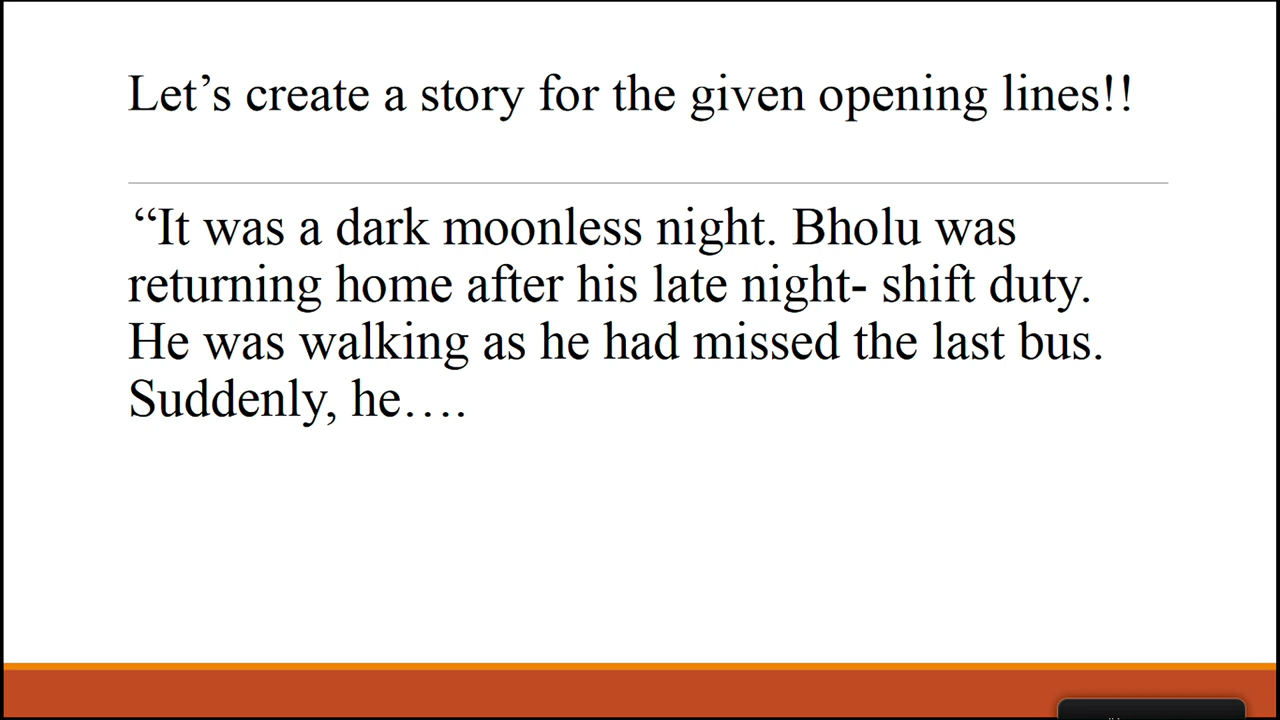 Let’s create a story for the given opening lines!!
“It was a dark moonless night. Bholu was
returning home after his late night- shift duty.
He was walking as he had missed the last bus.
Suddenly, he….